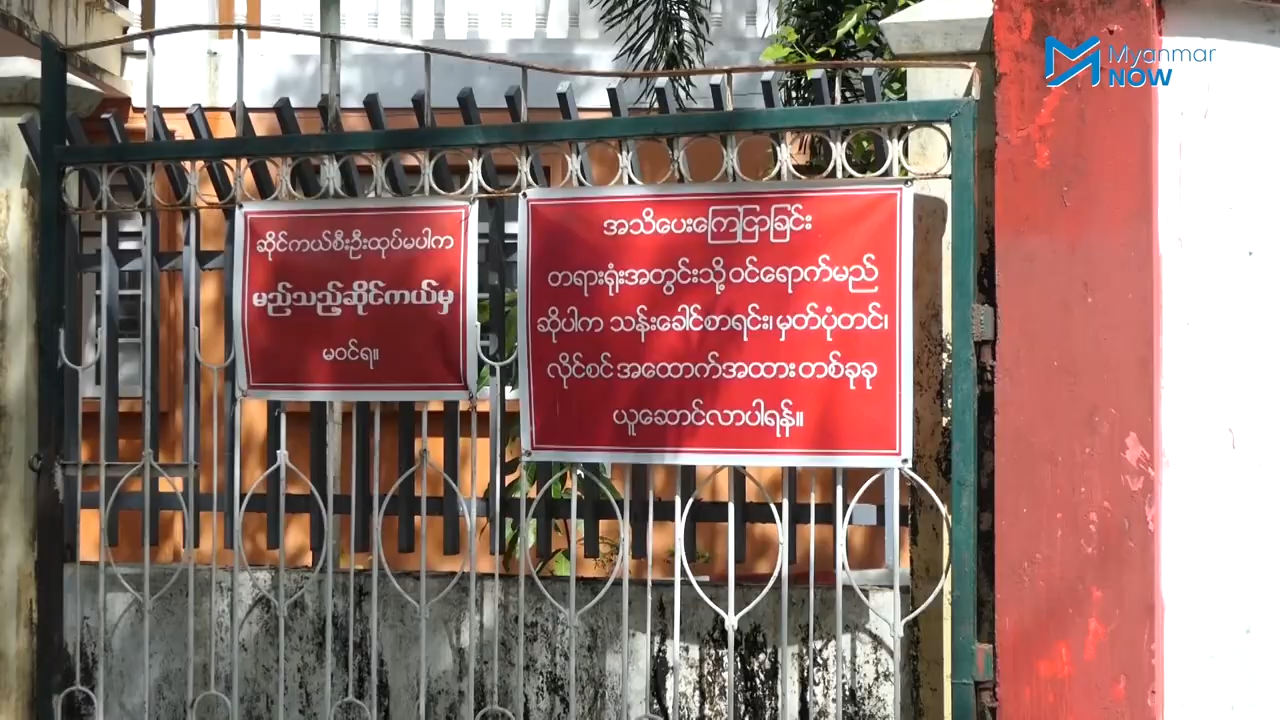 Myanmar
NOW
ဆိုင်ကယ်စီးဦးထုပ်မပါက
မည်သည့်ဆိုင်ကယ်မှ
မဝင်ရ။
အသိပေးကြေငြာခြင်း
တရားရုံးအတွင်းသို့ ဝင်ရောက်မည်
ဆိုပါက သန်းခေါင်စာရင်း၊ မှတ်ပုံတင်၊
လိုင်စင် အထောက်အထား တစ်ခုခု
ယူဆောင်လာပါရန်။